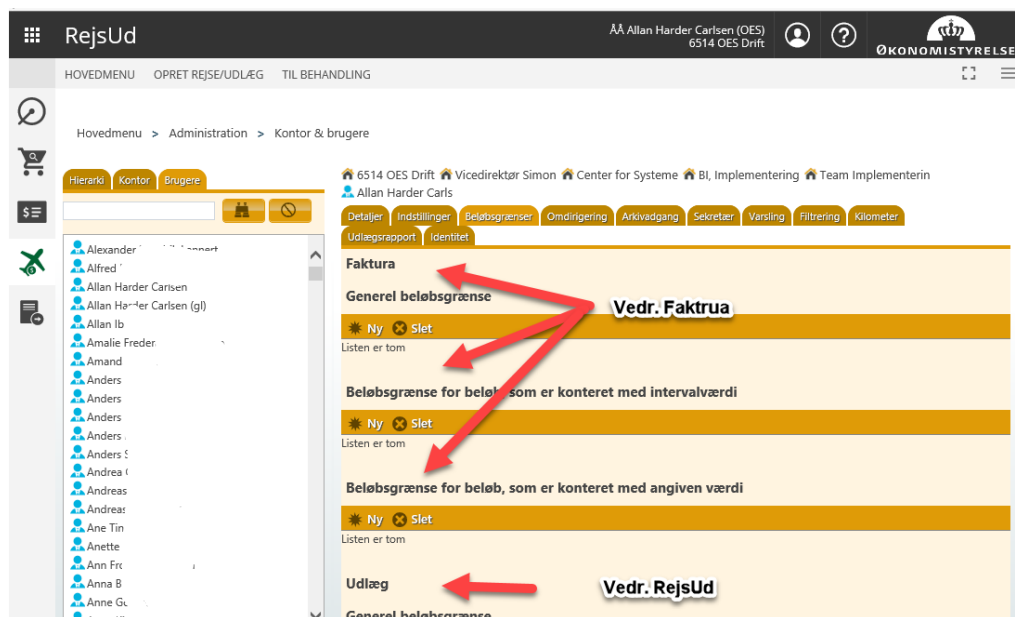 RejsUd
ÅÅ Allan Harder Carlsen (OES)
6514 OES Drift
ØKONOMISTYRELSE
HOVEDMENU OPRET REJSE/UDLÆG TIL BEHANDLING
Hovedmenu > Administration > Kontor & brugere
Hierarki Kontor Brugere
Alexander
Alfred
Allan Harder Carlsen
Allan Harder Carlsen (gl)
Allan Ib
Amalie Freder
Amand
Anders
Anders
Anders
Anders
Anders
Andrea
Andreas
Andreas
Ane Tin
Anette
Ann Fre
Anna B
Anne Gu
6514 OES Drift Vicedirektør Simon Center for Systeme BI, Implementering Team Implementerin
Allan Harder Carls
Detaljer Indstillinger Beløbsgrænser Omdirigering Arkivadgang Sekretær Varsling Filtrering Kilometer
Udlægsrapport Identitet
Faktura
Generel beløbsgrænse
Vedr. Faktrua
Ny Slet
Listen er tom
Beløbsgrænse for beløb, som er konteret med intervalværdi
Ny Slet
Listen er tom
Beløbsgrænse for beløb, som er konteret med angiven værdi
Ny Slet
Listen er tom
Udlæg
Vedr. RejsUd
Generel beløbsgrænse